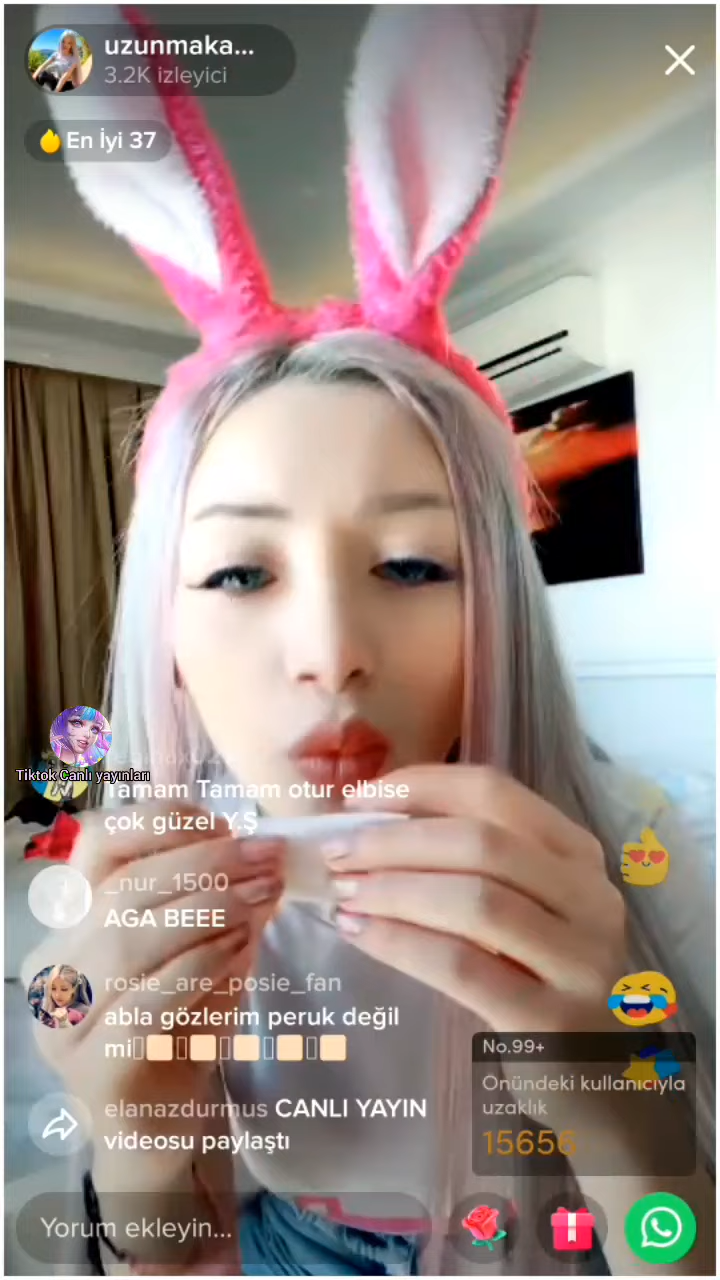 uzunmaka...
3.2K izleyici
En İyi 37
Tiktok Canlı yayınları
Tamam Tamam otur elbise
çok güzel Y.Ş
_nur_1500
AGA BEEE
rosie_are_posie_fan
abla gözlerim peruk değil
mi
elanazdurmus CANLI YAYIN
videosu paylaştı
No.99+
Önündeki kullanıcıyla
uzaklık
15656
Yorum ekleyin...